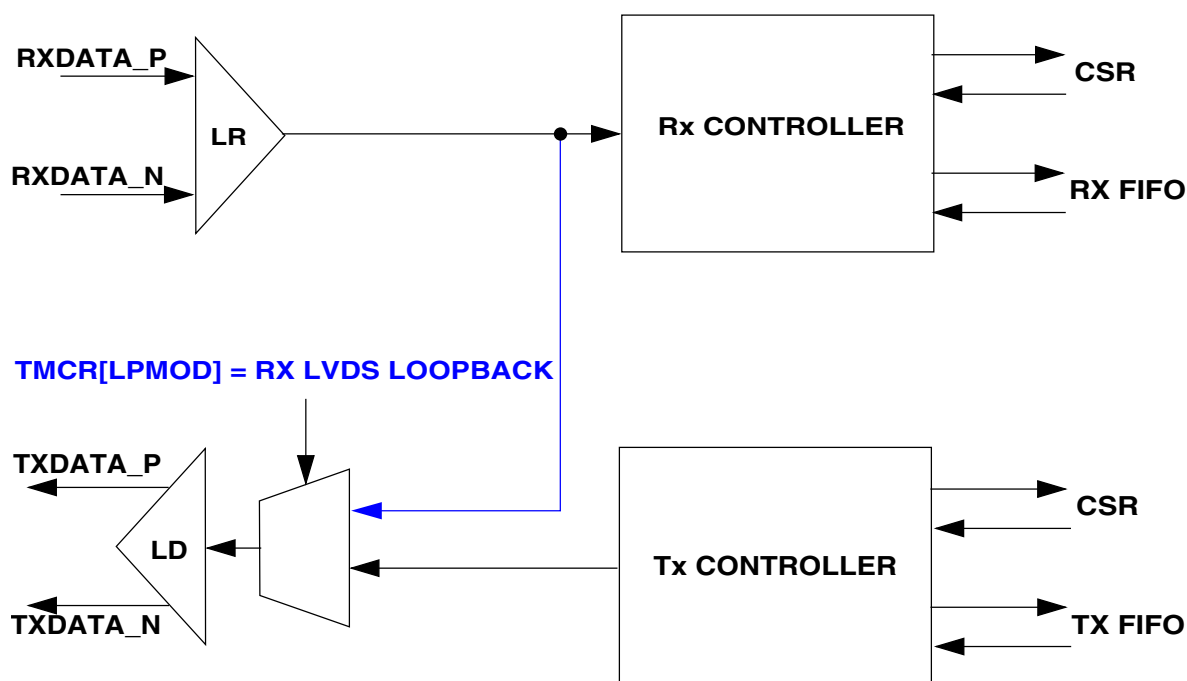 RXDATA_P
RXDATA_N
LR
Rx CONTROLLER
CSR
RX FIFO
TMCR[LPMOD] = RX LVDS LOOPBACK
TXDATA_P
TXDATA_N
LD
Tx CONTROLLER
CSR
TX FIFO